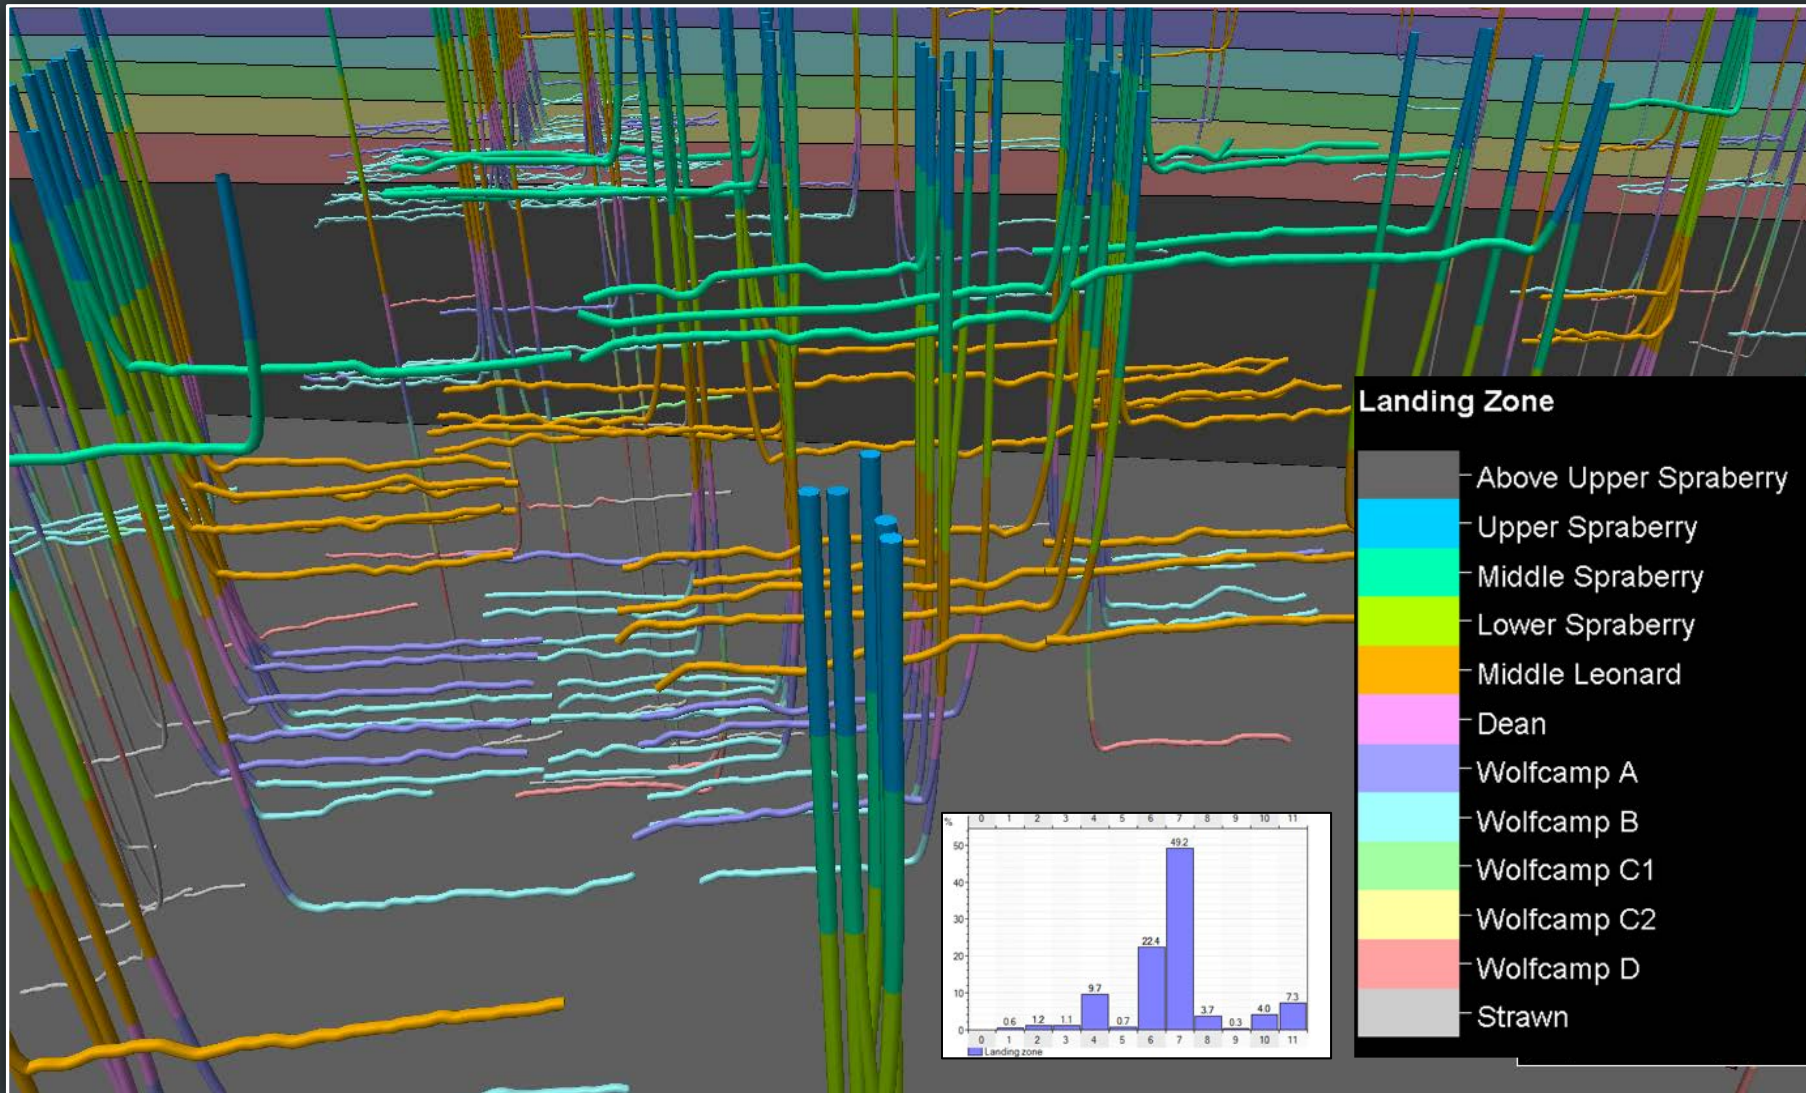 Landing Zone
Above Upper Spraberry
Upper Spraberry
Middle Spraberry
Lower Spraberry
Middle Leonard
Dean
Wolfcamp A
Wolfcamp B
Wolfcamp C1
Wolfcamp C2
Wolfcamp D
Strawn
% 0 1 2 3 4 5 6 7 8 9 10 11
50
40
30
20
10
0
0.6 1.2 1.1 9.7 0.7 22.4 49.2 3.7 0.3 4.0 7.3
0 1 2 3 4 5 6 7 8 9 10 11
Landing zone